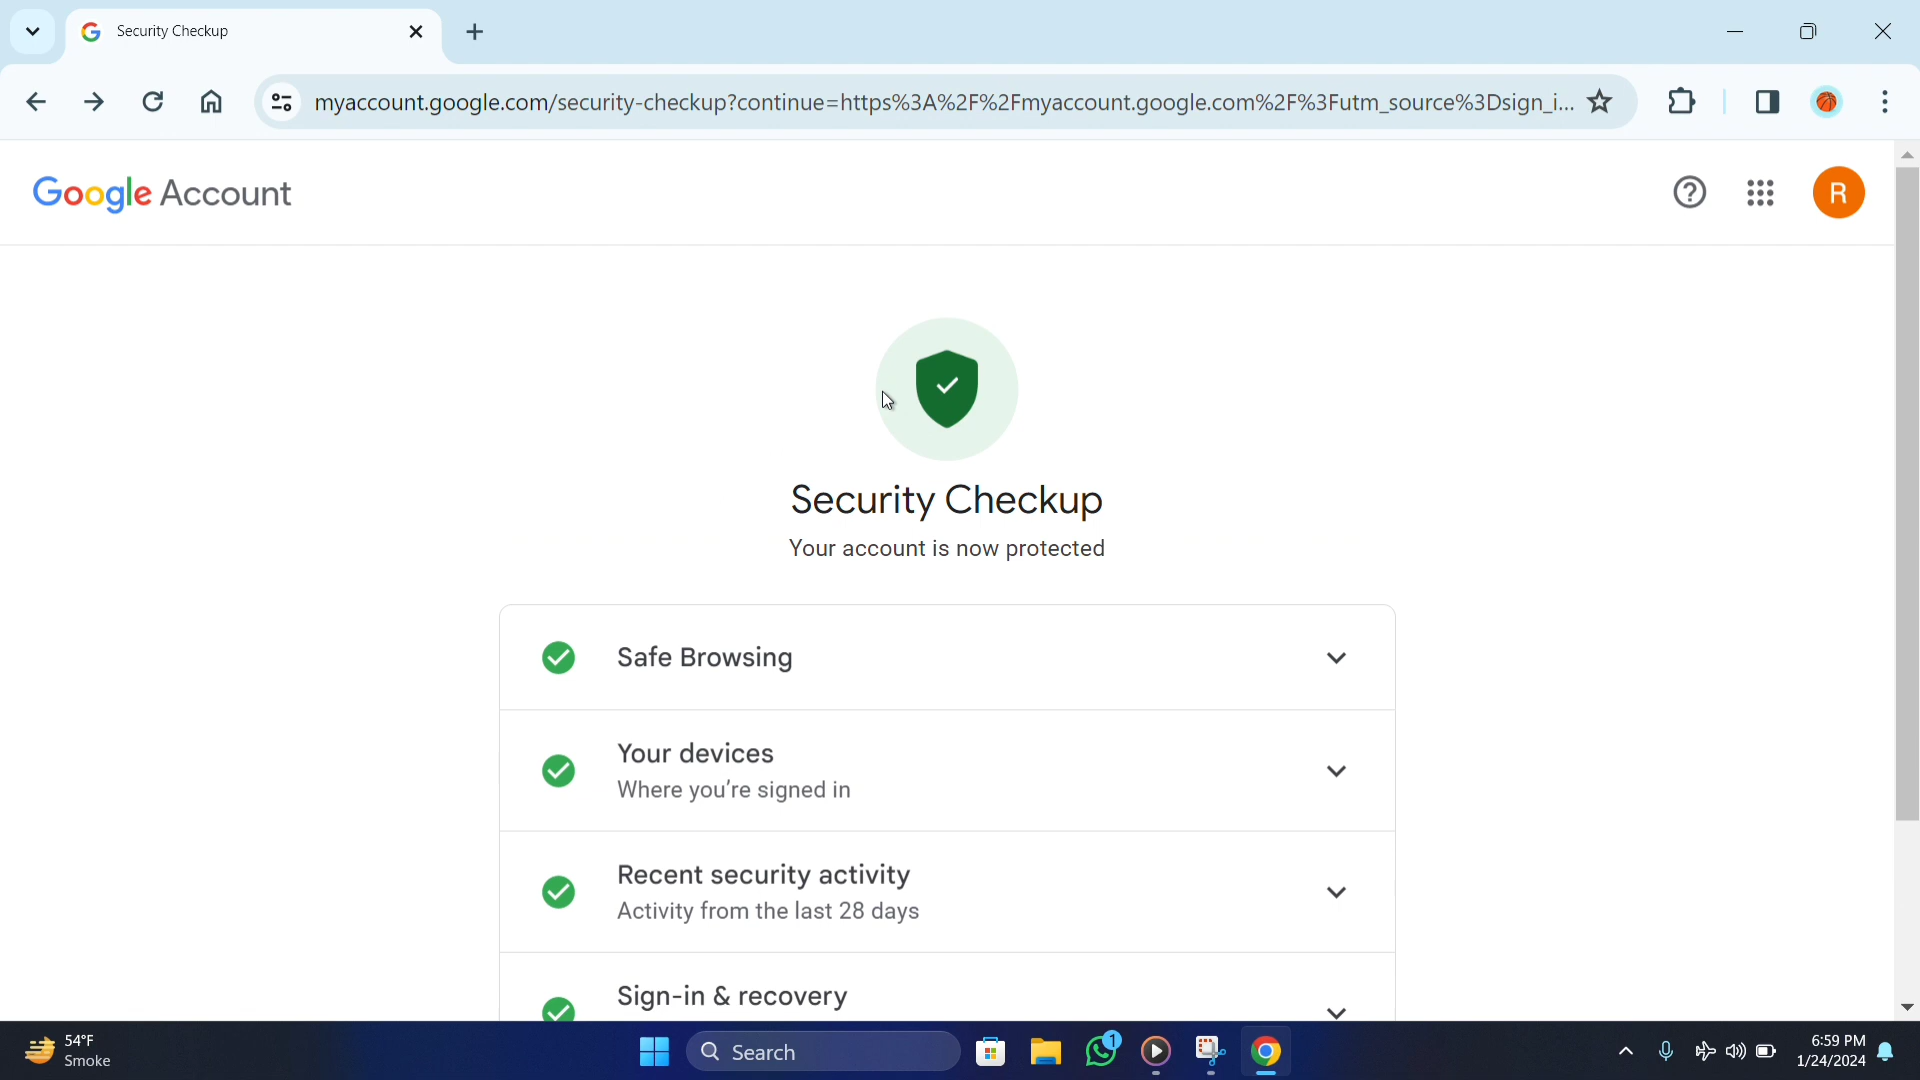 Security Checkup
myaccount.google.com/security-checkup?continue=https%3A%2F%2Fmyaccount.google.com%2F%3Futm_source%3Dsign_i...
Google Account
R
Security Checkup
Your account is now protected
Safe Browsing
Your devices
Where you're signed in
Recent security activity
Activity from the last 28 days
Sign-in & recovery
54°F
Smoke
Search
1
6:59 PM
1/24/2024